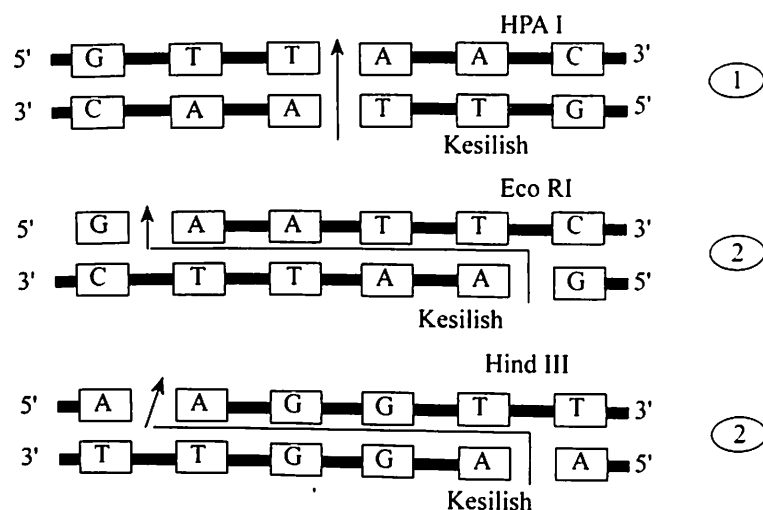 HPA I
5' G T T A A C 3'
1
3' C A A T T G 5'
Kesilish
Eco RI
5' G A A T T C 3'
2
3' C T T A A G 5'
Kesilish
Hind III
5' A A G G T T 3'
2
3' T T G G A A 5'
Kesilish